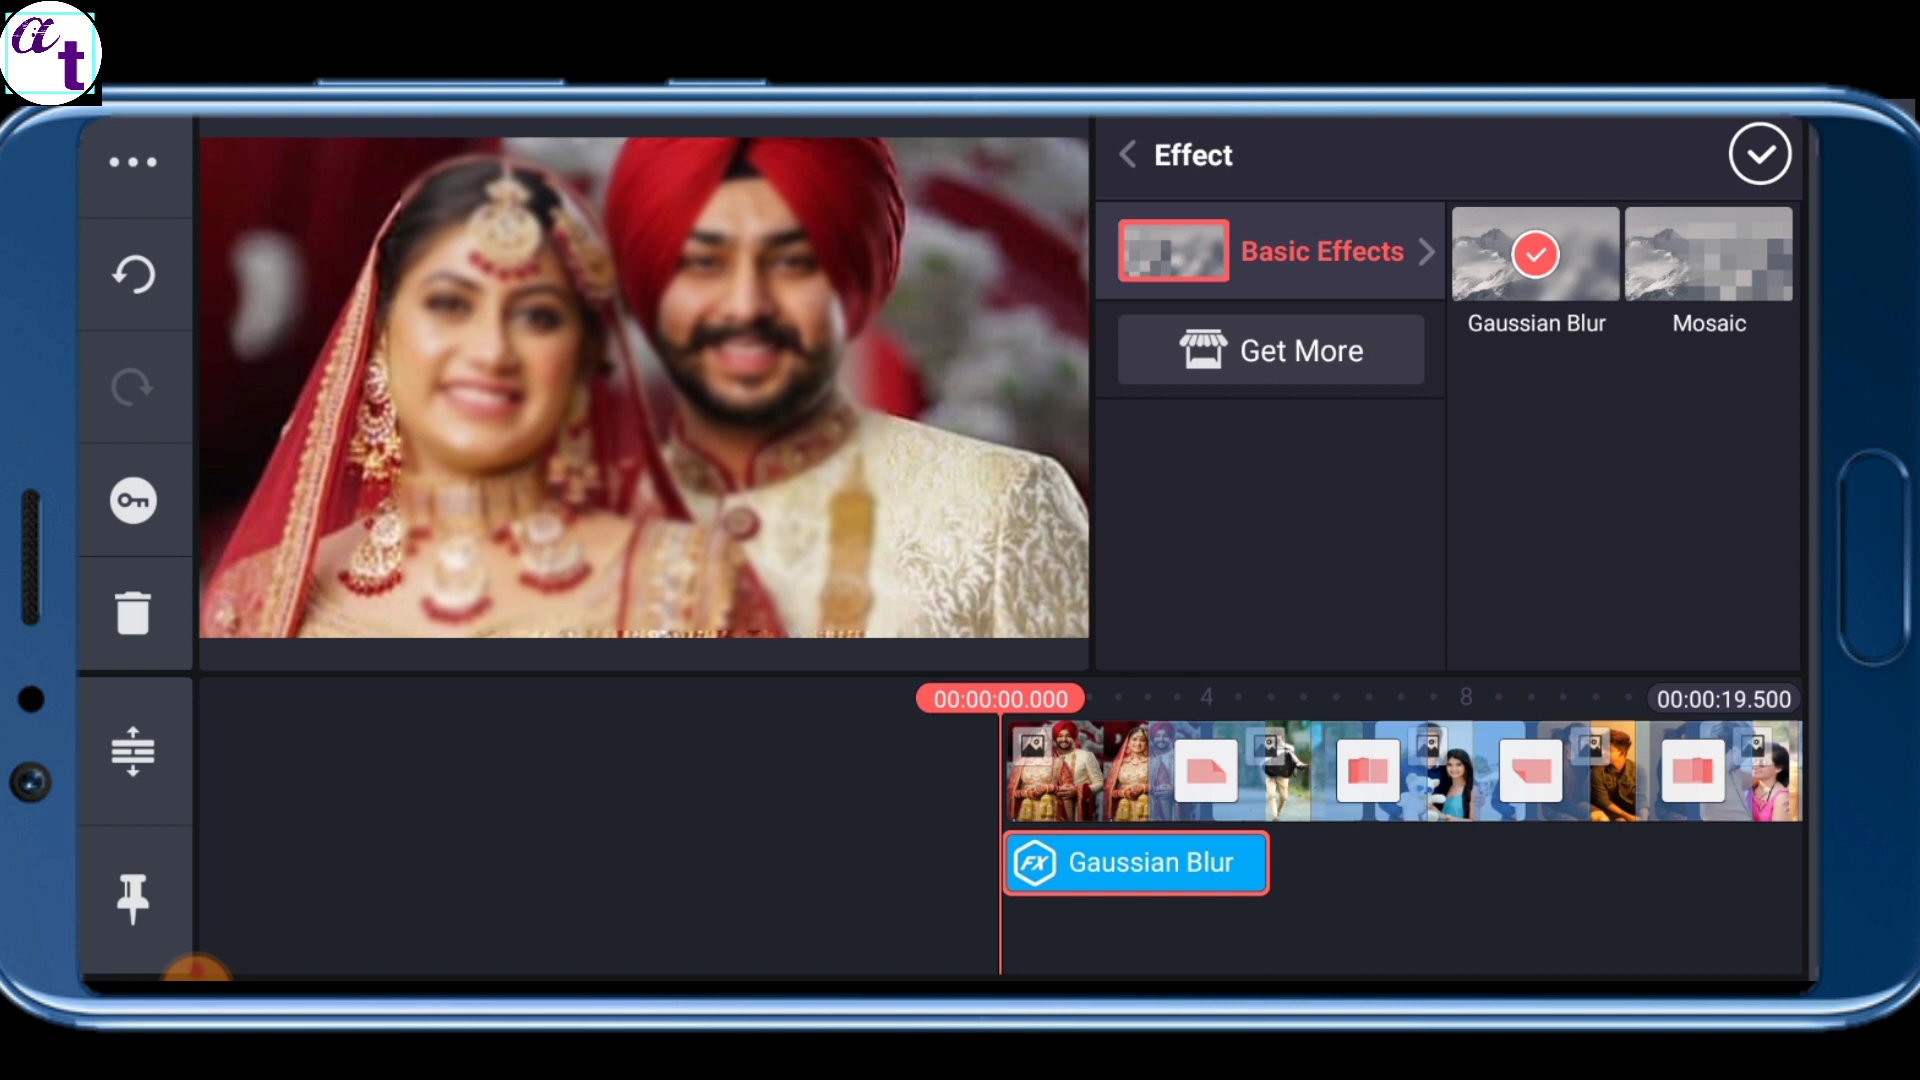 at
Effect
Basic Effects
Get More
Gaussian Blur
Mosaic
00:00:00.000
4
8
00:00:19.500
FX
Gaussian Blur